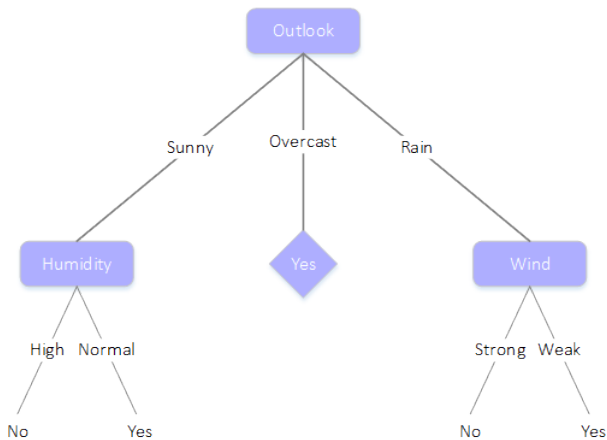 Outlook
Sunny
Overcast
Rain
Humidity
Yes
Wind
High
Normal
Strong
Weak
No
Yes
No
Yes